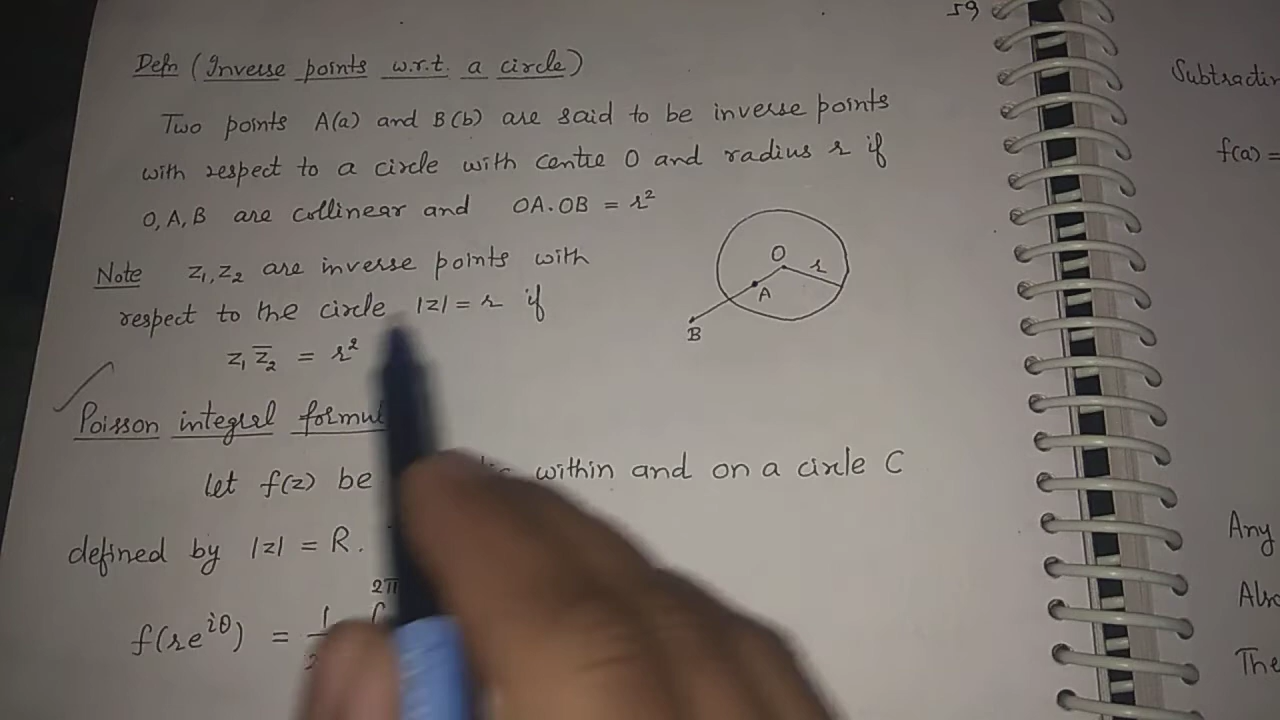 59
Defn (Inverse points w.r.t. a circle)
Two points A(a) and B(b) are said to be inverse points
with respect to a circle with centre O and radius r if
O, A, B are collinear and OA.OB = r²
Note z₁, z₂ are inverse points with
respect to the circle |z| = r if
z₁ z̄₂ = r²
O
r
A
B
Poisson integral
let f(z) be within and on a circle C
defined by |z| = R.
2π
f(re^{iθ}) =
Subtractin
f(a) =
Any
Also
The